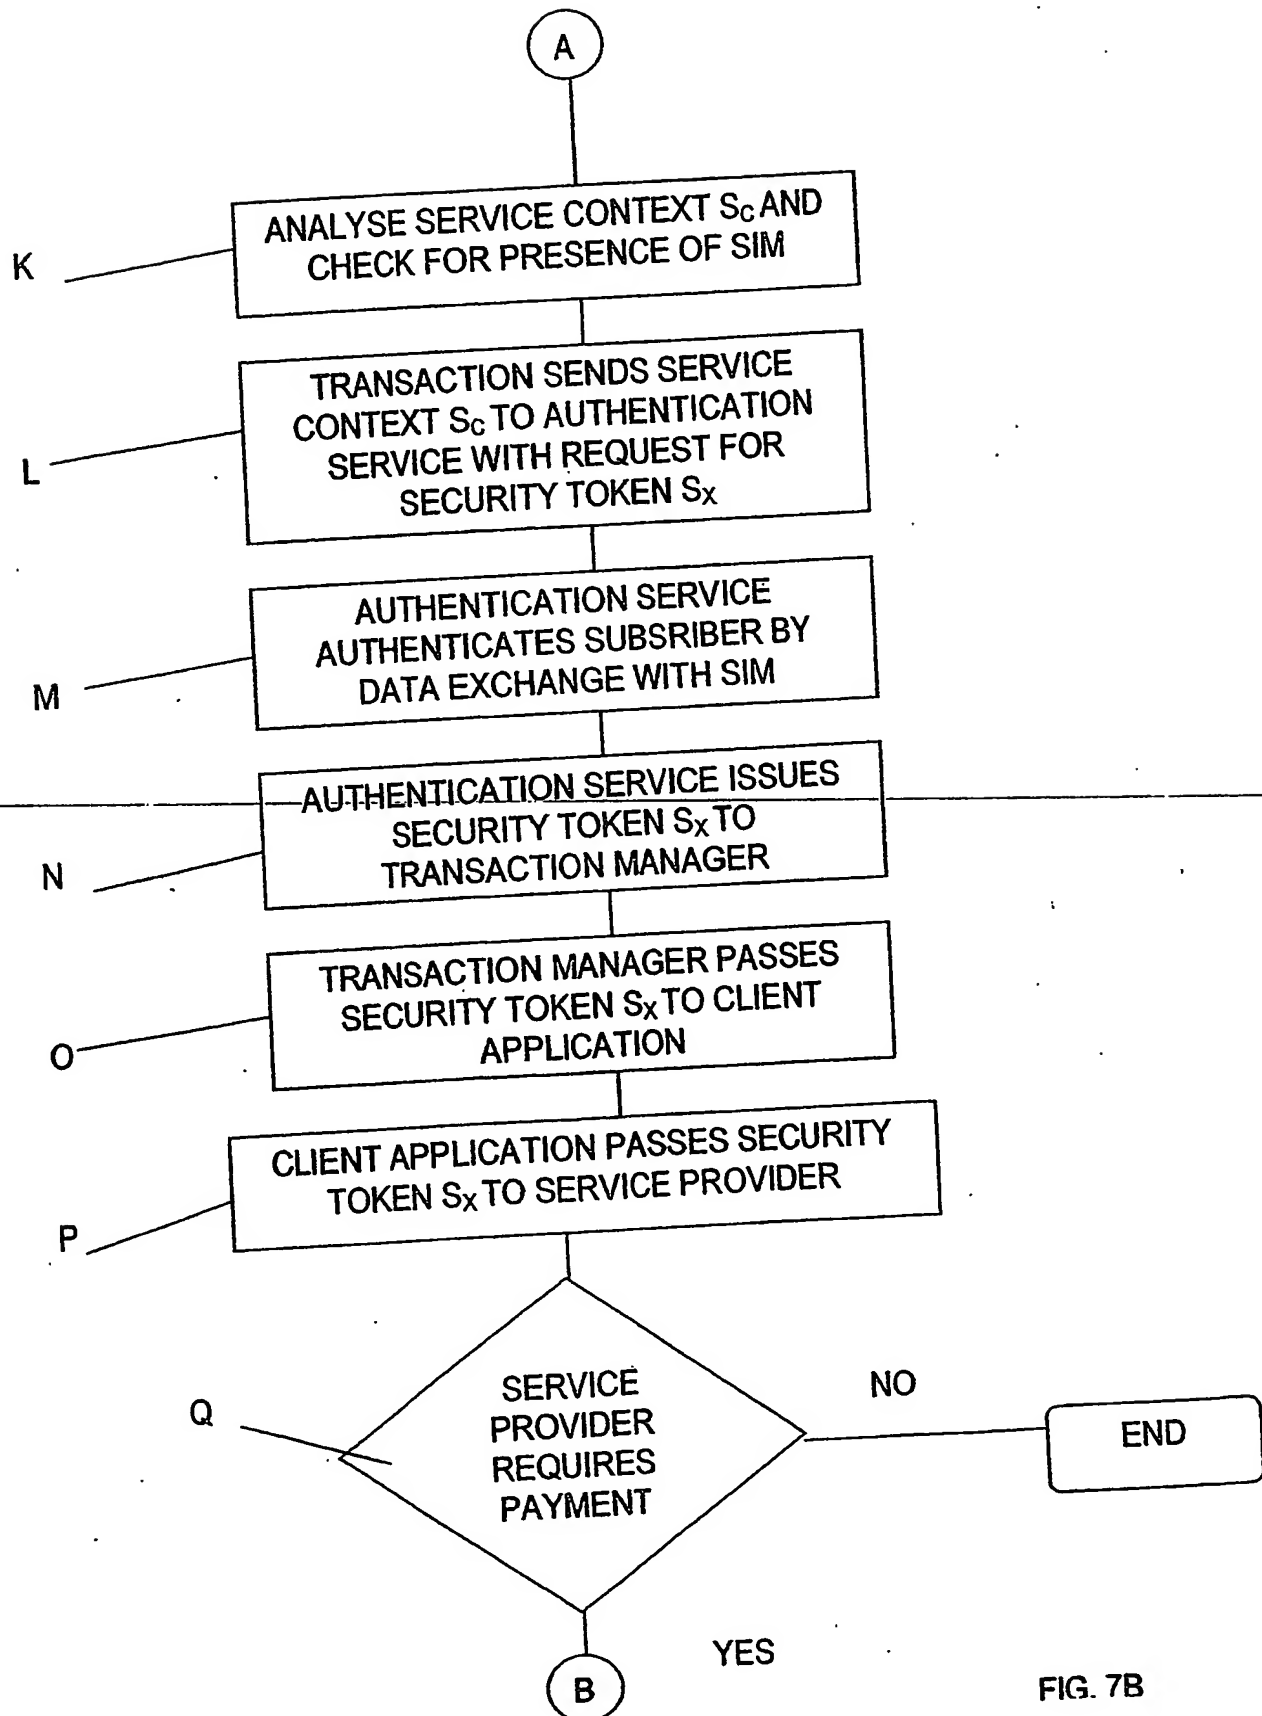 A
K
ANALYSE SERVICE CONTEXT SC AND
CHECK FOR PRESENCE OF SIM
L
TRANSACTION SENDS SERVICE
CONTEXT SC TO AUTHENTICATION
SERVICE WITH REQUEST FOR
SECURITY TOKEN SX
M
AUTHENTICATION SERVICE
AUTHENTICATES SUBSRIBER BY
DATA EXCHANGE WITH SIM
N
AUTHENTICATION SERVICE ISSUES
SECURITY TOKEN SX TO
TRANSACTION MANAGER
O
TRANSACTION MANAGER PASSES
SECURITY TOKEN SX TO CLIENT
APPLICATION
P
CLIENT APPLICATION PASSES SECURITY
TOKEN SX TO SERVICE PROVIDER
Q
SERVICE
PROVIDER
REQUIRES
PAYMENT
NO
END
YES
B
FIG. 7B